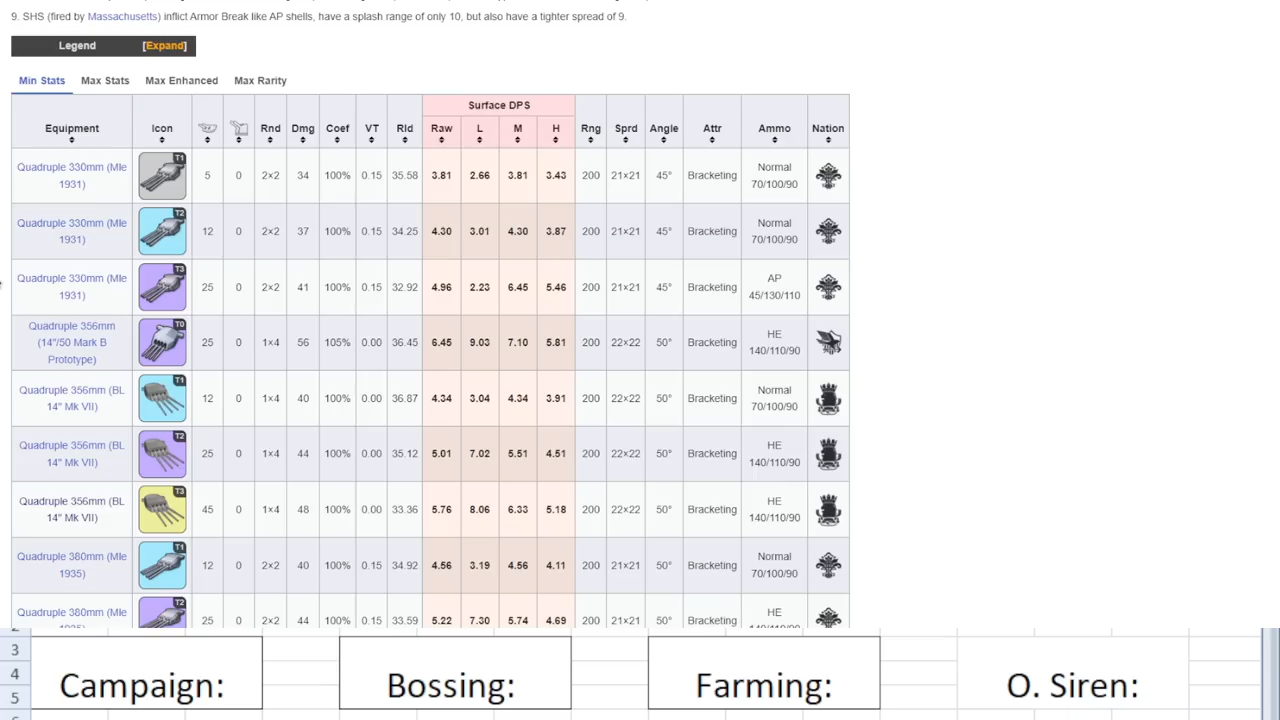 9. SHS (fired by Massachusetts) inflict Armor Break like AP shells, have a splash range of only 10, but also have a tighter spread of 9.
Legend [Expand]
Min Stats Max Stats Max Enhanced Max Rarity
Surface DPS
Equipment Icon Rnd Dmg Coef VT Rld Raw L M H Rng Sprd Angle Attr Ammo Nation
Quadruple 330mm (Mle 1931) T1 5 0 2×2 34 100% 0.15 35.58 3.81 2.66 3.81 3.43 200 21×21 45° Bracketing Normal 70/100/90
Quadruple 330mm (Mle 1931) T2 12 0 2×2 37 100% 0.15 34.25 4.30 3.01 4.30 3.87 200 21×21 45° Bracketing Normal 70/100/90
Quadruple 330mm (Mle 1931) T3 25 0 2×2 41 100% 0.15 32.92 4.96 2.23 6.45 5.46 200 21×21 45° Bracketing AP 45/130/110
Quadruple 356mm (14"/50 Mark B Prototype) T0 25 0 1×4 56 105% 0.00 36.45 6.45 9.03 7.10 5.81 200 22×22 50° Bracketing HE 140/110/90
Quadruple 356mm (BL 14" Mk VII) T1 12 0 1×4 40 100% 0.00 36.87 4.34 3.04 4.34 3.91 200 22×22 50° Bracketing Normal 70/100/90
Quadruple 356mm (BL 14" Mk VII) T2 25 0 1×4 44 100% 0.00 35.12 5.01 7.02 5.51 4.51 200 22×22 50° Bracketing HE 140/110/90
Quadruple 356mm (BL 14" Mk VII) T3 45 0 1×4 48 100% 0.00 33.36 5.76 8.06 6.33 5.18 200 22×22 50° Bracketing HE 140/110/90
Quadruple 380mm (Mle 1935) T1 12 0 2×2 40 100% 0.15 34.92 4.56 3.19 4.56 4.11 200 21×21 50° Bracketing Normal 70/100/90
Quadruple 380mm (Mle 1935) T2 25 0 2×2 44 100% 0.15 33.59 5.22 7.30 5.74 4.69 200 21×21 50° Bracketing HE 140/110/90
3
4
5
Campaign: Bossing: Farming: O. Siren: